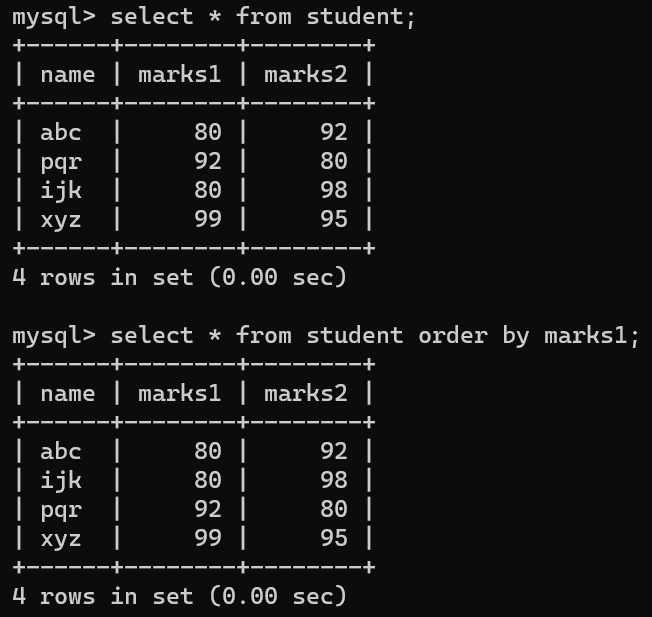 mysql> select * from student;
+------+--------+--------+
| name | marks1 | marks2 |
+------+--------+--------+
| abc  |     80 |     92 |
| pqr  |     92 |     80 |
| ijk  |     80 |     98 |
| xyz  |     99 |     95 |
+------+--------+--------+
4 rows in set (0.00 sec)

mysql> select * from student order by marks1;
+------+--------+--------+
| name | marks1 | marks2 |
+------+--------+--------+
| abc  |     80 |     92 |
| ijk  |     80 |     98 |
| pqr  |     92 |     80 |
| xyz  |     99 |     95 |
+------+--------+--------+
4 rows in set (0.00 sec)